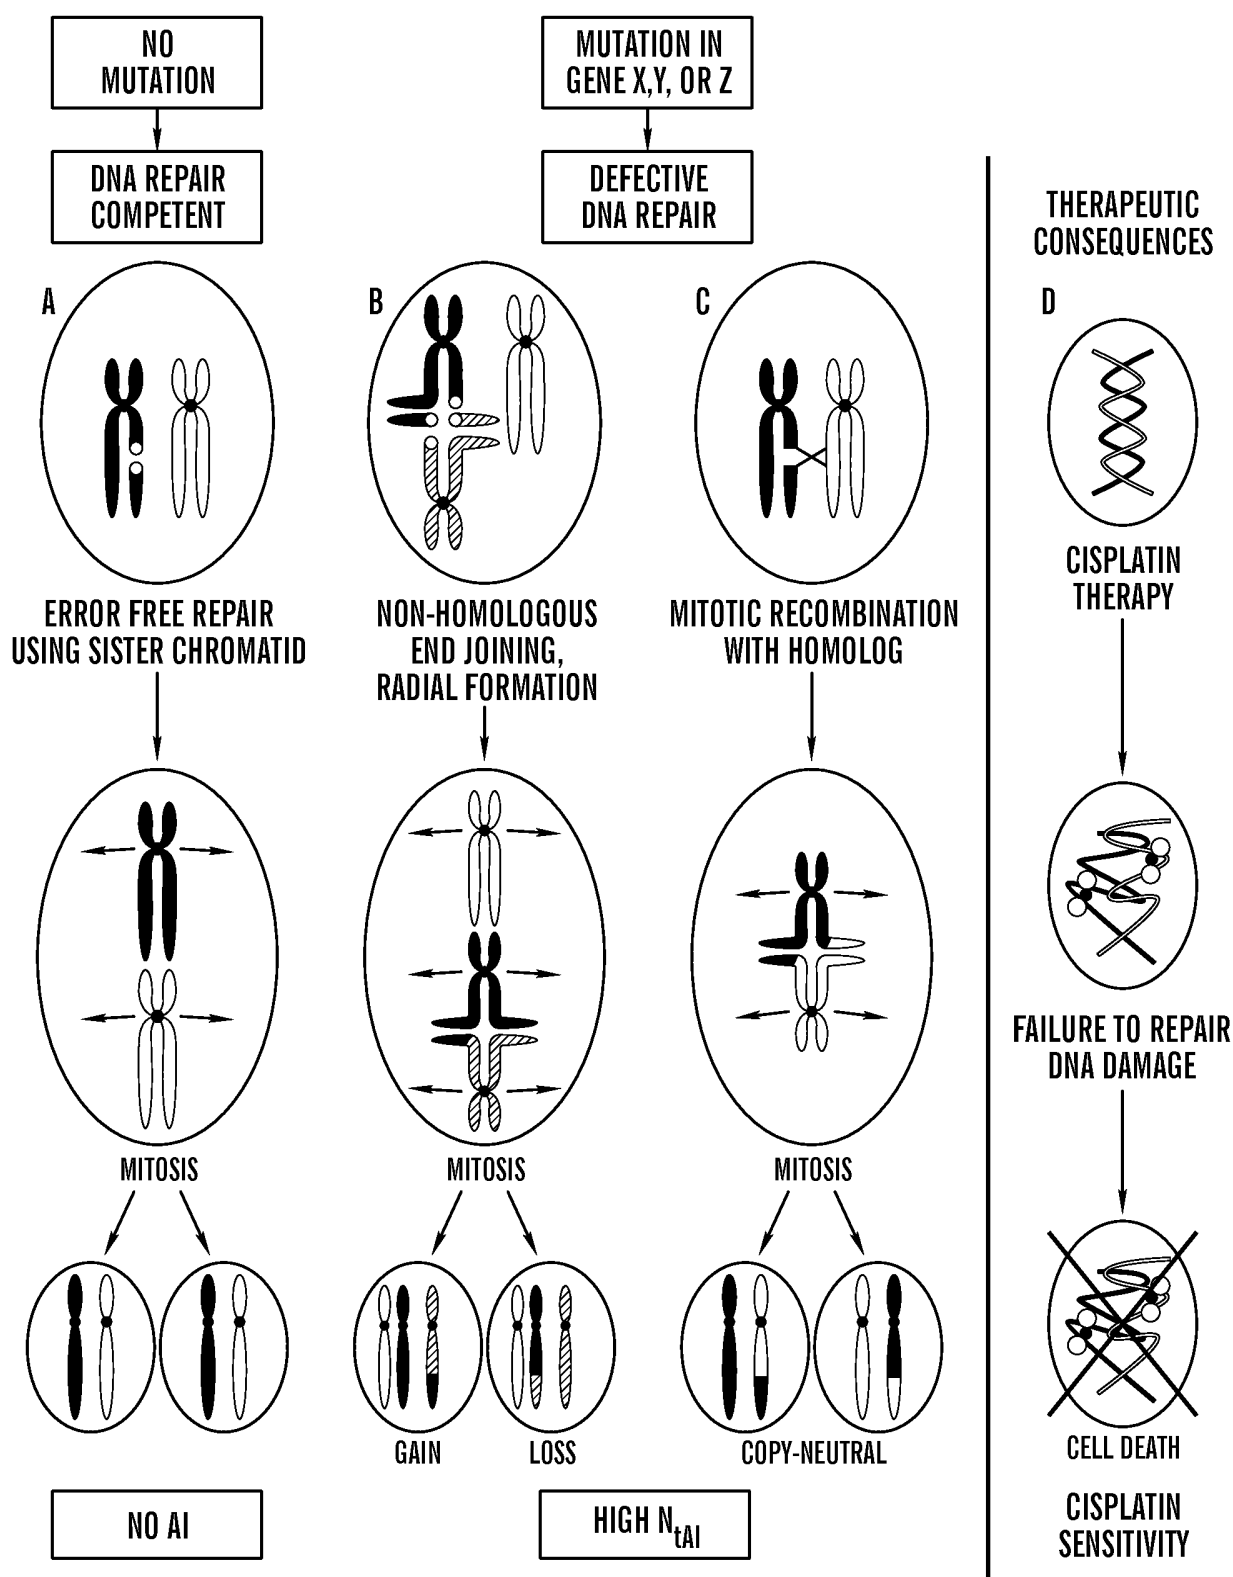 NO
MUTATION
MUTATION IN
GENE X,Y, OR Z
DNA REPAIR
COMPETENT
DEFECTIVE
DNA REPAIR
THERAPEUTIC
CONSEQUENCES
A
B
C
D
ERROR FREE REPAIR
USING SISTER CHROMATID
NON-HOMOLOGOUS
END JOINING,
RADIAL FORMATION
MITOTIC RECOMBINATION
WITH HOMOLOG
CISPLATIN
THERAPY
FAILURE TO REPAIR
DNA DAMAGE
MITOSIS
MITOSIS
MITOSIS
GAIN
LOSS
COPY-NEUTRAL
CELL DEATH
NO AI
HIGH NtAI
CISPLATIN
SENSITIVITY